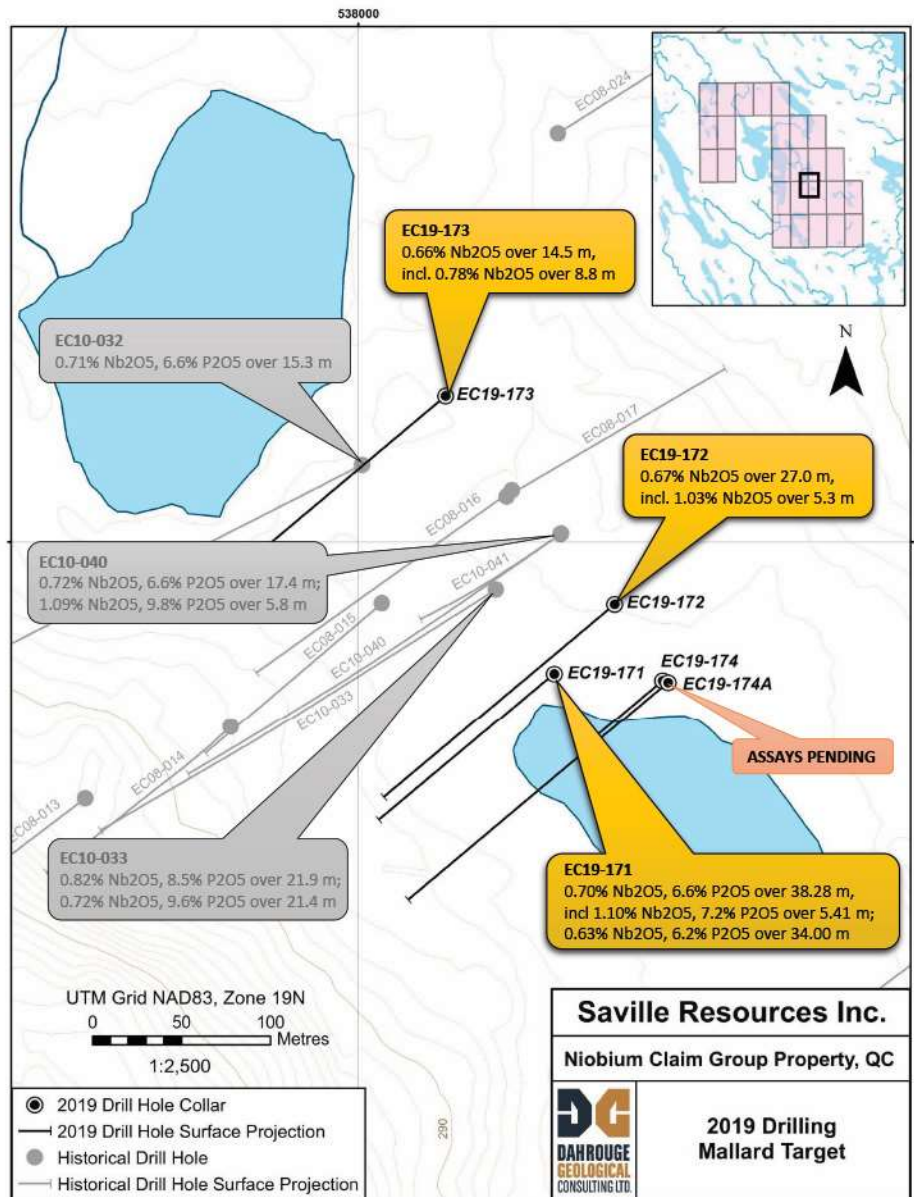 538000
EC08-024
EC19-173
0.66% Nb2O5 over 14.5 m,
incl. 0.78% Nb2O5 over 8.8 m
EC10-032
0.71% Nb2O5, 6.6% P2O5 over 15.3 m
N
EC19-173
EC08-017
EC19-172
0.67% Nb2O5 over 27.0 m,
incl. 1.03% Nb2O5 over 5.3 m
EC08-016
EC10-040
0.72% Nb2O5, 6.6% P2O5 over 17.4 m;
1.09% Nb2O5, 9.8% P2O5 over 5.8 m
EC10-041
EC19-172
EC08-015
EC10-040
EC10-033
EC19-171
EC19-174
EC19-174A
ASSAYS PENDING
EC08-014
EC08-013
EC10-033
0.82% Nb2O5, 8.5% P2O5 over 21.9 m;
0.72% Nb2O5, 9.6% P2O5 over 21.4 m
EC19-171
0.70% Nb2O5, 6.6% P2O5 over 38.28 m,
incl 1.10% Nb2O5, 7.2% P2O5 over 5.41 m;
0.63% Nb2O5, 6.2% P2O5 over 34.00 m
UTM Grid NAD83, Zone 19N
0 50 100
Metres
1:2,500
290
2019 Drill Hole Collar
2019 Drill Hole Surface Projection
Historical Drill Hole
Historical Drill Hole Surface Projection
Saville Resources Inc.
Niobium Claim Group Property, QC
DAHROUGE
GEOLOGICAL
CONSULTING LTD.
2019 Drilling
Mallard Target